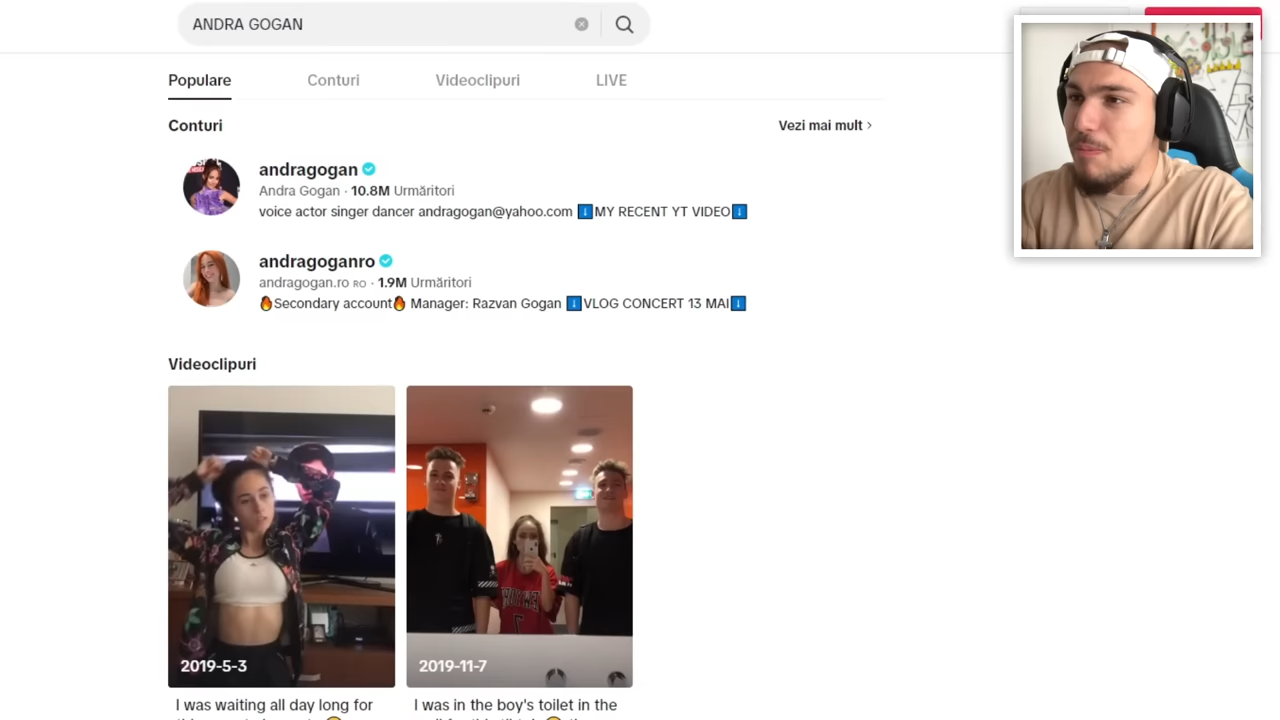 ANDRA GOGAN
Populare
Conturi
Videoclipuri
LIVE
Conturi
Vezi mai mult
andragogan
Andra Gogan · 10.8M Urmăritori
voice actor singer dancer andragogan@yahoo.com ⬇️MY RECENT YT VIDEO⬇️
andragoganro
andragogan.ro RO · 1.9M Urmăritori
🔥Secondary account🔥 Manager: Razvan Gogan ⬇️VLOG CONCERT 13 MAI⬇️
Videoclipuri
2019-5-3
2019-11-7
I was waiting all day long for
I was in the boy's toilet in the